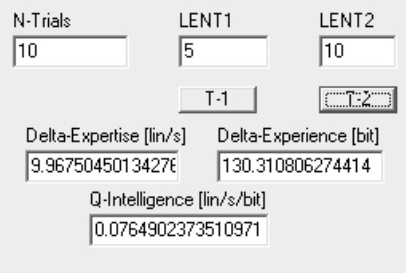 N-Trials LENT1 LENT2
10 5 10
T-1 T-2
Delta-Expertise [lin/s] Delta-Experience [bit]
9.96750450134276 130.310806274414
Q-Intelligence [lin/s/bit]
0.0764902373510971